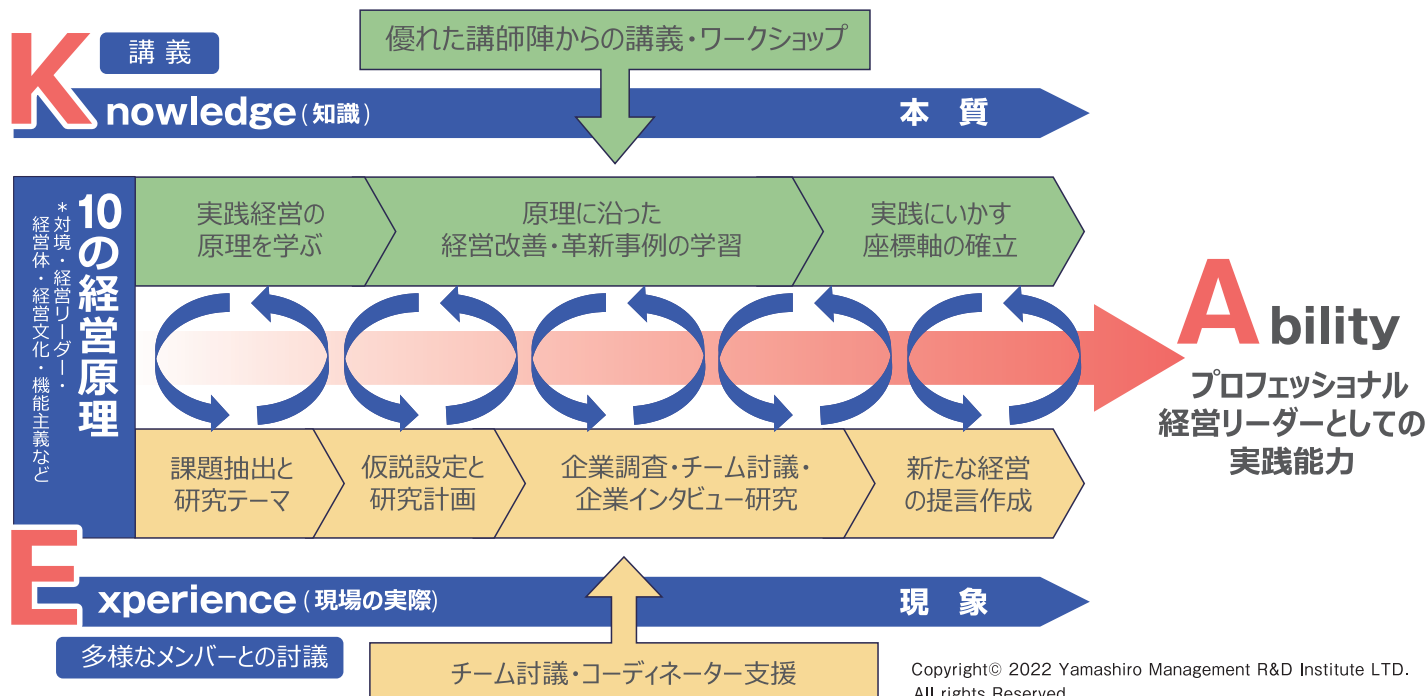 講 義
優れた講師陣からの講義・ワークショップ
Knowledge（知識）
本 質
10の経営原理
＊対境・経営リーダー・
経営体・経営文化・機能主義など
実践経営の
原理を学ぶ
原理に沿った
経営改善・革新事例の学習
実践にいかす
座標軸の確立
Ability
プロフェッショナル
経営リーダーとしての
実践能力
課題抽出と
研究テーマ
仮説設定と
研究計画
企業調査・チーム討議・
企業インタビュー研究
新たな経営
の提言作成
Experience（現場の実際）
現 象
多様なメンバーとの討議
チーム討議・コーディネーター支援
Copyright© 2022 Yamashiro Management R&D Institute LTD.
All rights Reserved